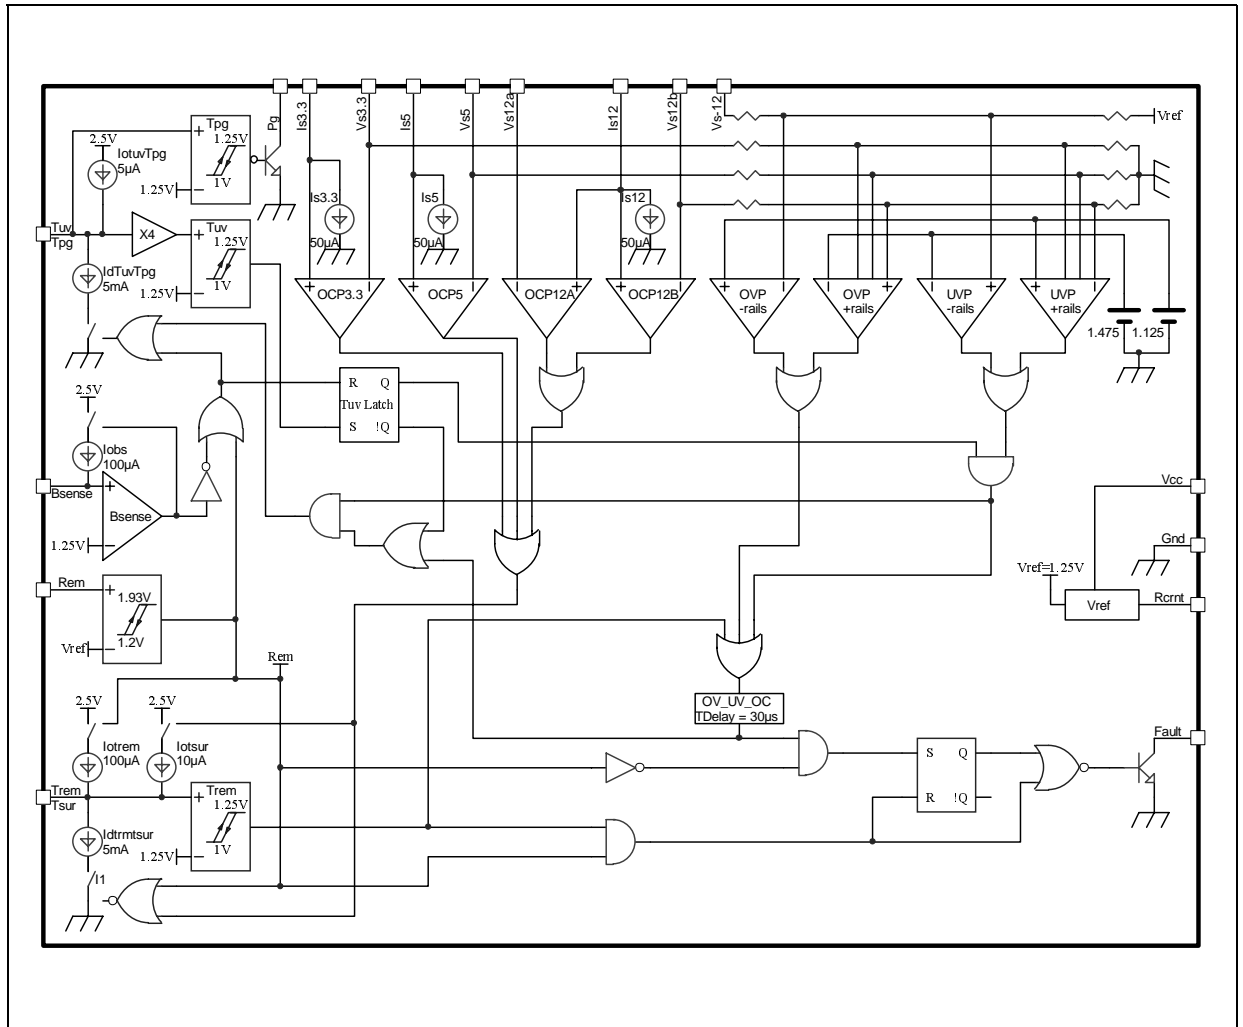 Pg
Is3.3
Vs3.3
Is5
Vs5
Vs12a
Is12
Vs12b
Vs-12
Vref
2.5V
IotuvTpg
5µA
+
Tpg
1.25V
1V
1.25V
−
Tuv
Tpg
X4
+
Tuv
1.25V
1V
1.25V
−
IdTuvTpg
5mA
Is3.3
50µA
Is5
50µA
Is12
50µA
+
−
OCP3.3
+
−
OCP5
−
+
OCP12A
+
−
OCP12B
+
−
OVP
-rails
+
−
OVP
+rails
−
+
UVP
-rails
+
−
UVP
+rails
1.475
1.125
R
Q
Tuv Latch
S
!Q
2.5V
Iobs
100µA
Bsense
+
Bsense
1.25V
−
Rem
+
1.93V
1.2V
Vref
−
Vcc
Gnd
Vref=1.25V
Vref
Rcrnt
Rem
OV_UV_OC
TDelay = 30µs
2.5V
2.5V
Iotrem
100µA
Iotsur
10µA
Trem
Tsur
+
Trem
1.25V
1V
1.25V
−
Idtrmtsur
5mA
I1
S
Q
R
!Q
Fault